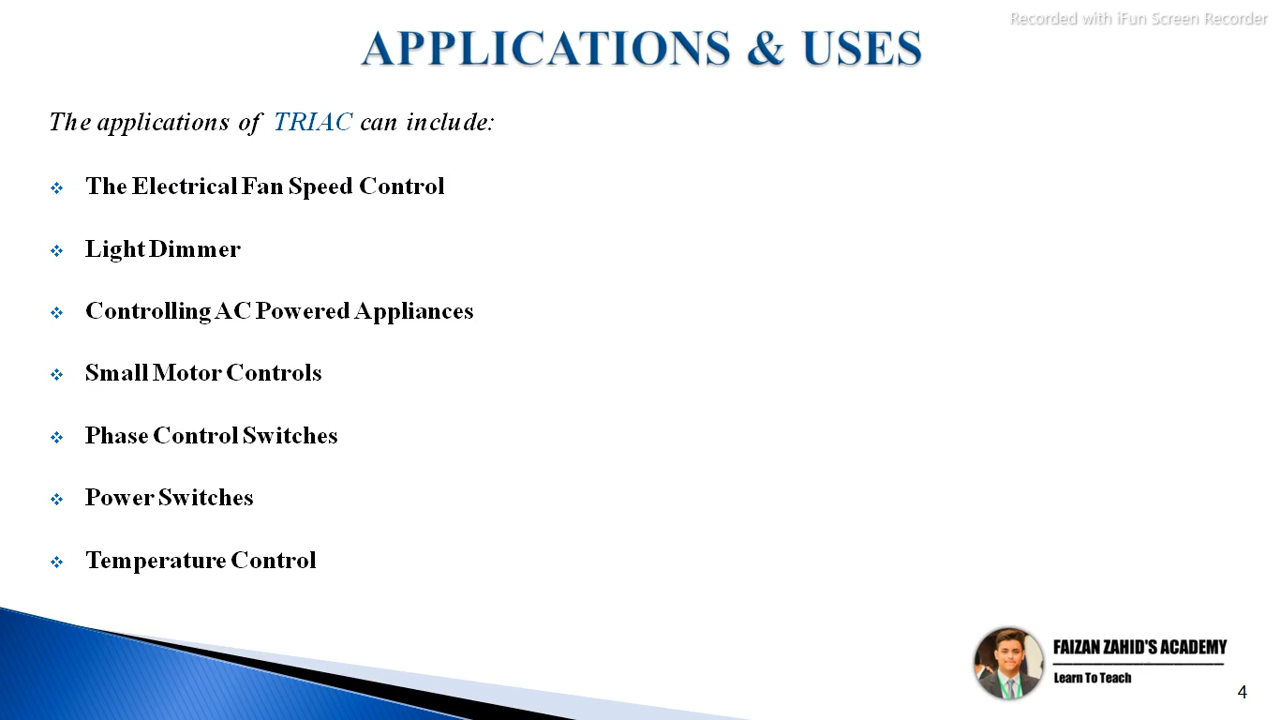 Recorded with iFun Screen Recorder
APPLICATIONS & USES
The applications of TRIAC can include:
The Electrical Fan Speed Control
Light Dimmer
Controlling AC Powered Appliances
Small Motor Controls
Phase Control Switches
Power Switches
Temperature Control
FAIZAN ZAHID'S ACADEMY
Learn To Teach
4